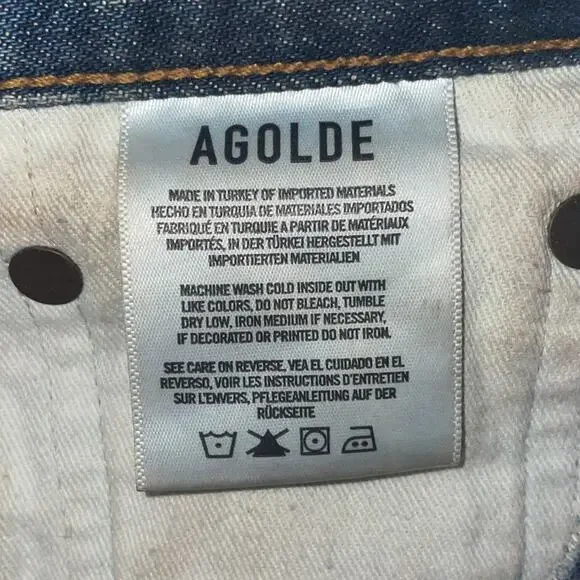 AGOLDE
MADE IN TURKEY OF IMPORTED MATERIALS
HECHO EN TURQUIA DE MATERIALES IMPORTADOS
FABRIQUÉ EN TURQUIE A PARTIR DE MATÉRIAUX
IMPORTÉS, IN DER TÜRKEI HERGESTELLT MIT
IMPORTIERTEN MATERIALIEN
MACHINE WASH COLD INSIDE OUT WITH
LIKE COLORS, DO NOT BLEACH, TUMBLE
DRY LOW, IRON MEDIUM IF NECESSARY,
IF DECORATED OR PRINTED DO NOT IRON.
SEE CARE ON REVERSE, VEA EL CUIDADO EN EL
REVERSO, VOIR LES INSTRUCTIONS D'ENTRETIEN
SUR L'ENVERS, PFLEGEANLEITUNG AUF DER
RÜCKSEITE